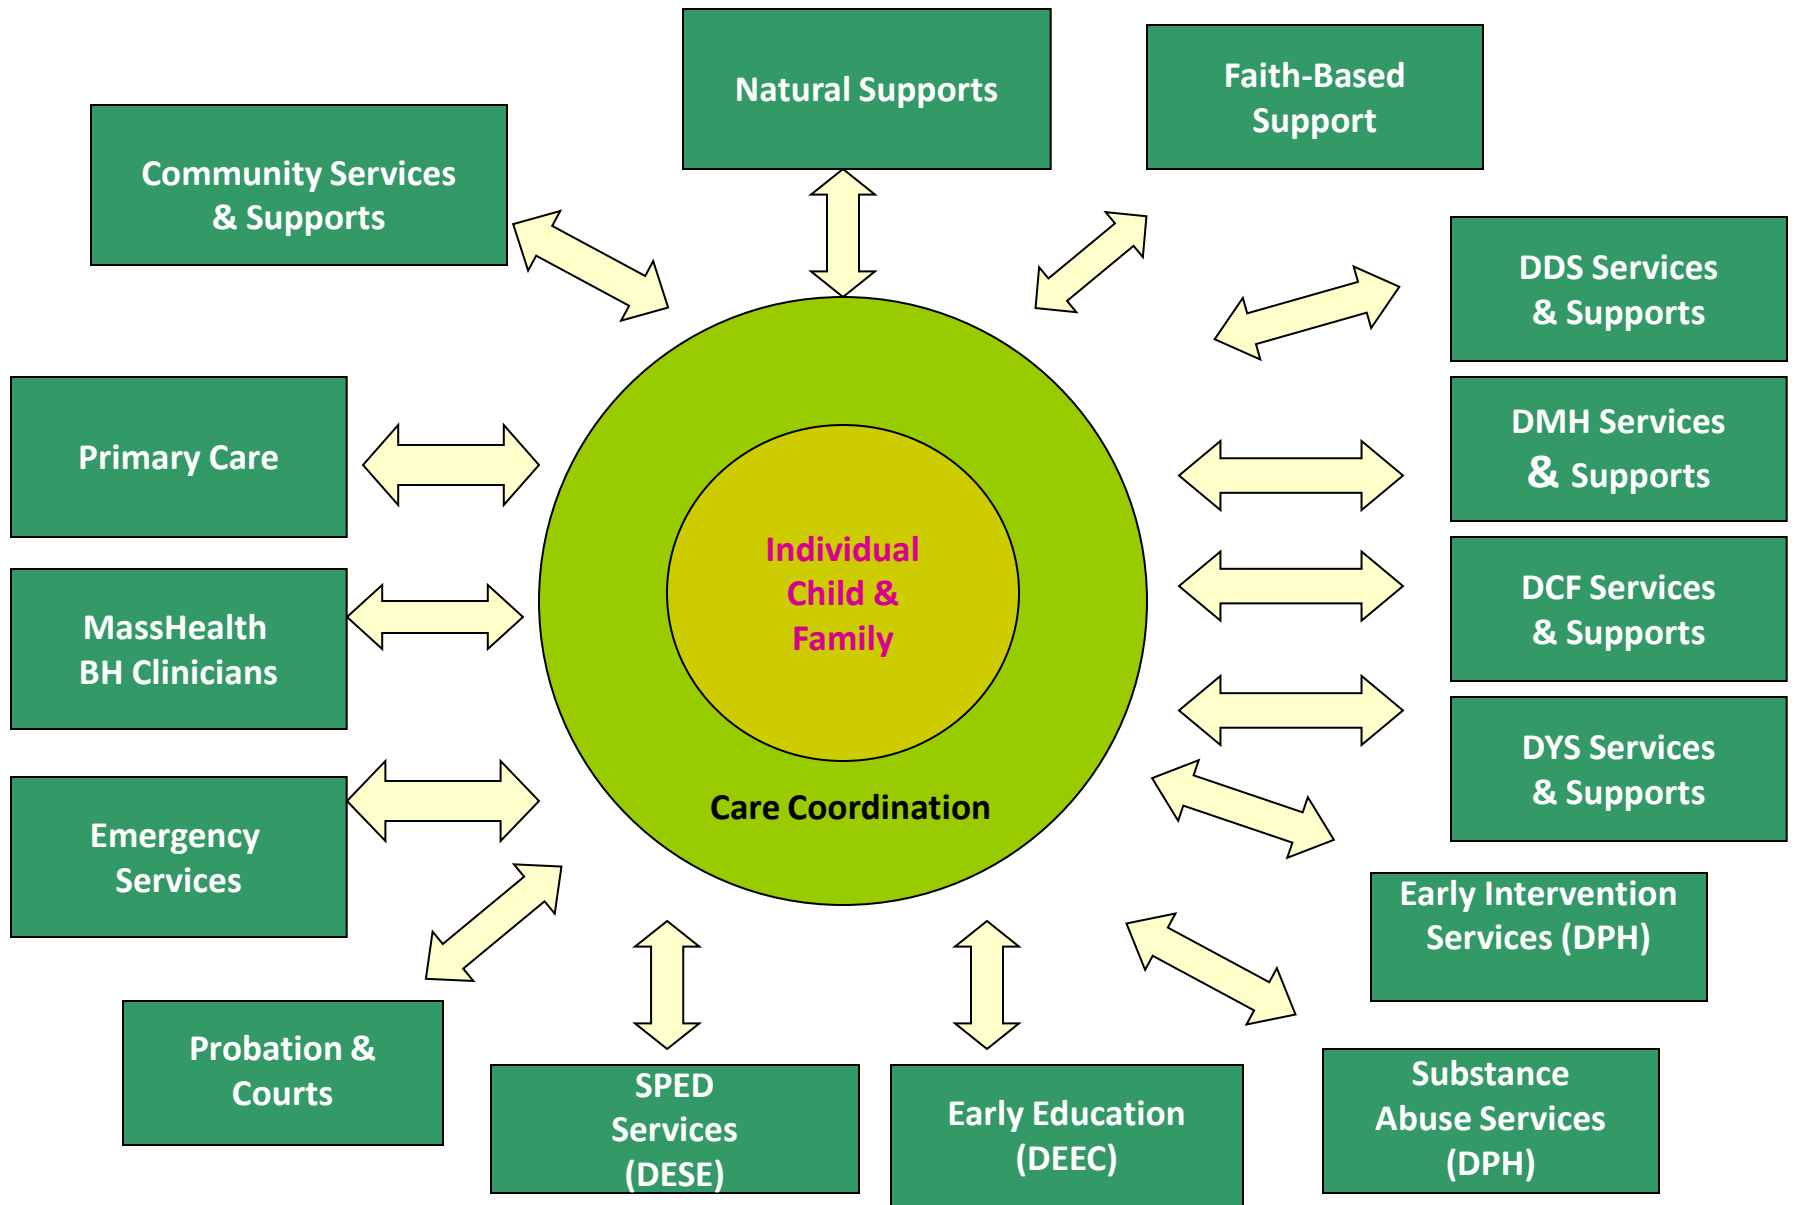 Natural Supports
Faith-Based
Support
Community Services
& Supports
DDS Services
& Supports
Primary Care
DMH Services
& Supports
Individual
Child &
Family
MassHealth
BH Clinicians
DCF Services
& Supports
Care Coordination
DYS Services
& Supports
Emergency
Services
Early Intervention
Services (DPH)
Probation &
Courts
SPED
Services
(DESE)
Early Education
(DEEC)
Substance
Abuse Services
(DPH)